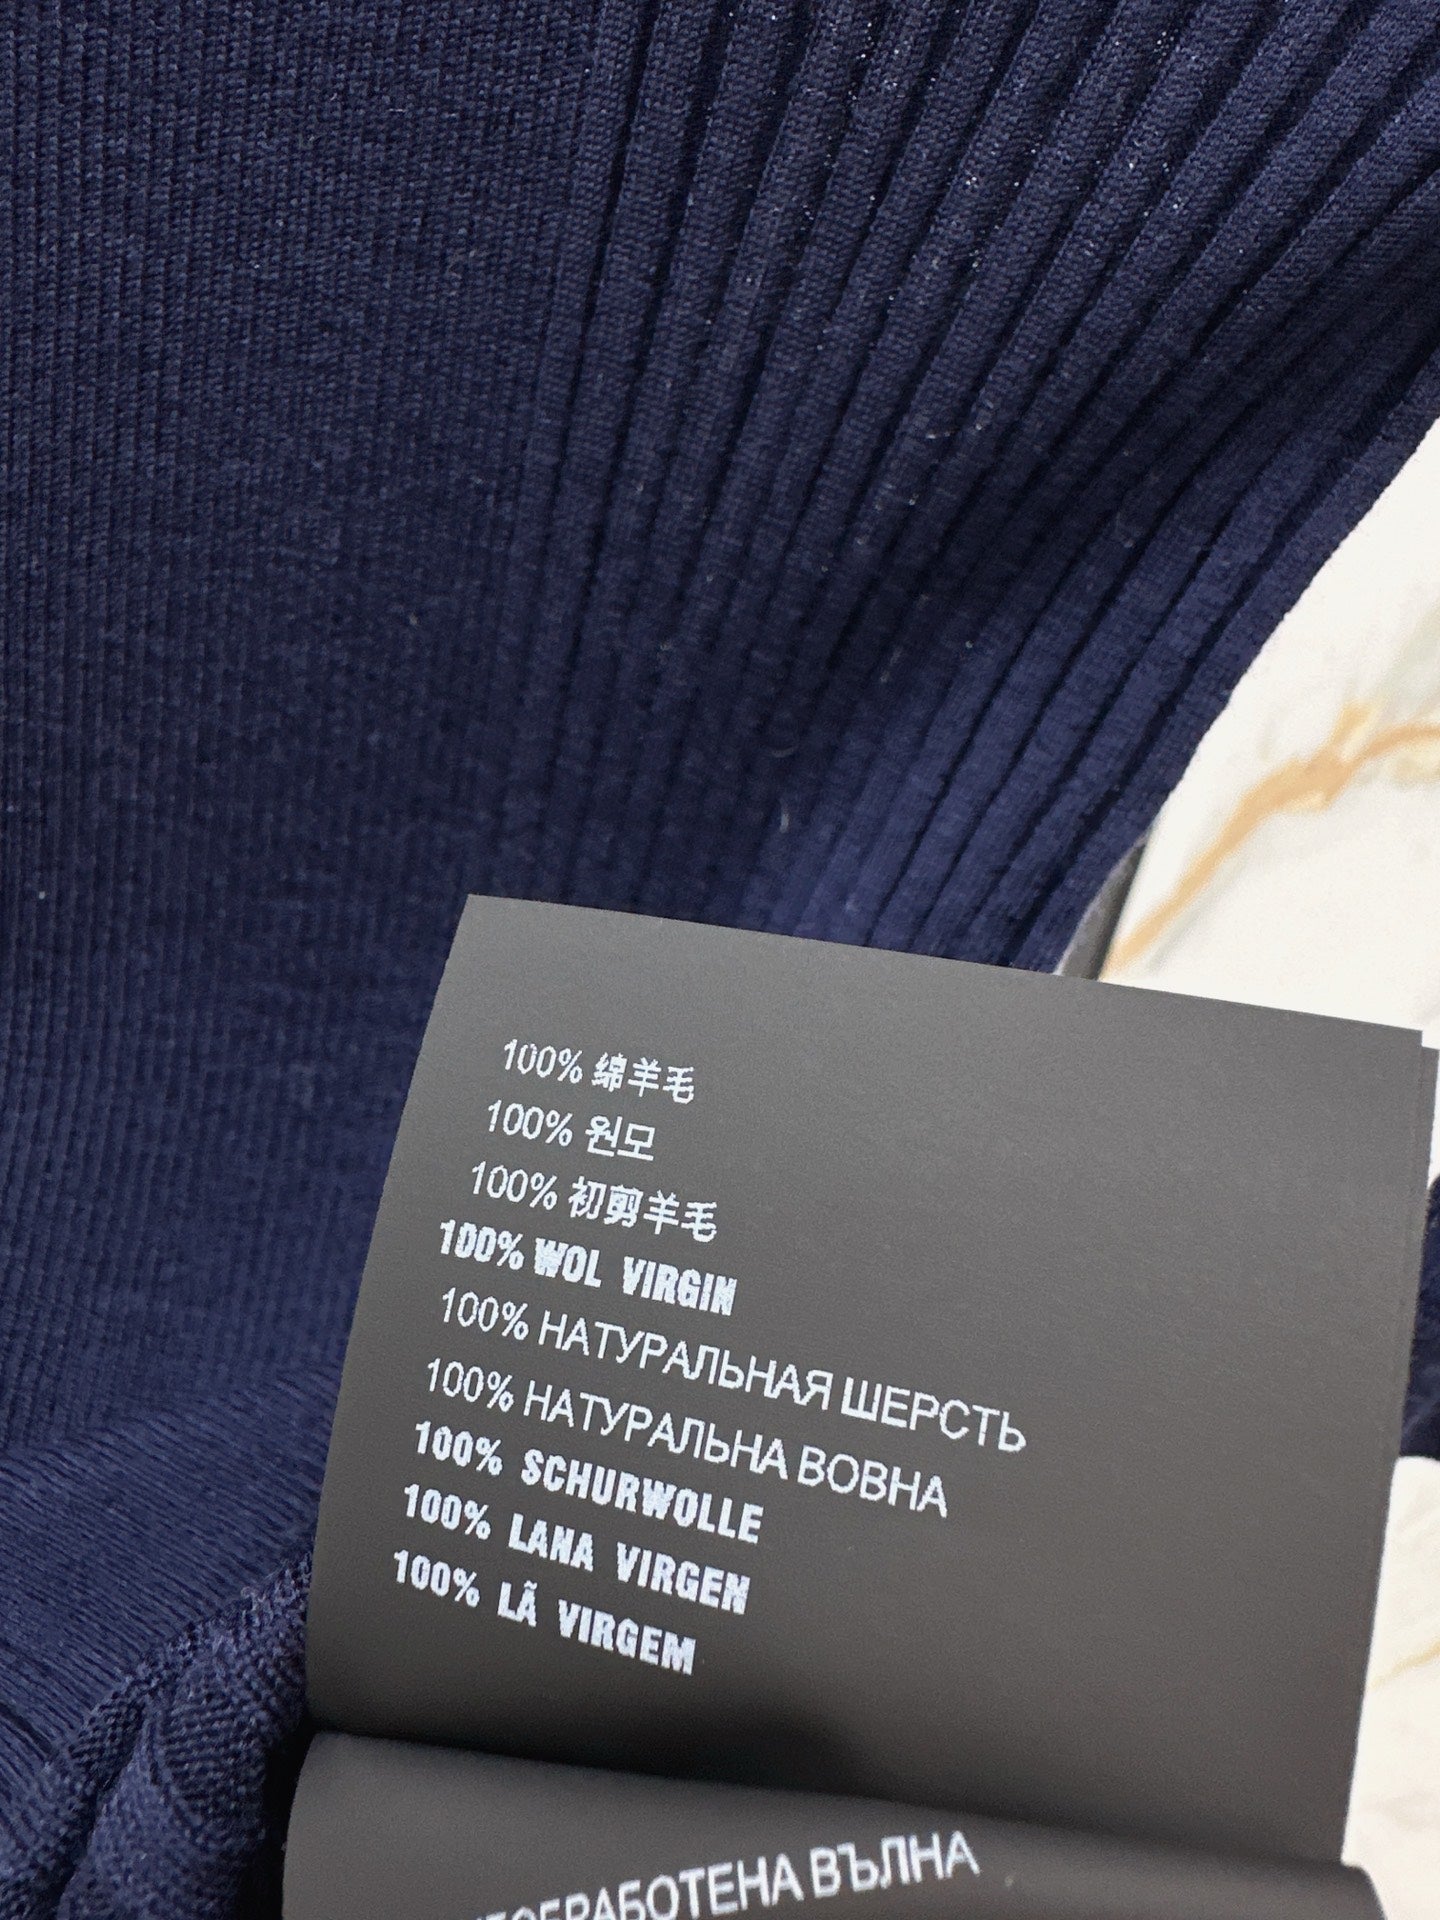 100% 绵羊毛
100% 원모
100% 初剪羊毛
100% WOL VIRGIN
100% НАТУРАЛЬНАЯ ШЕРСТЬ
100% НАТУРАЛЬНА ВОВНА
100% SCHURWOLLE
100% LANA VIRGEN
100% LÃ VIRGEM
ВЪЛНА